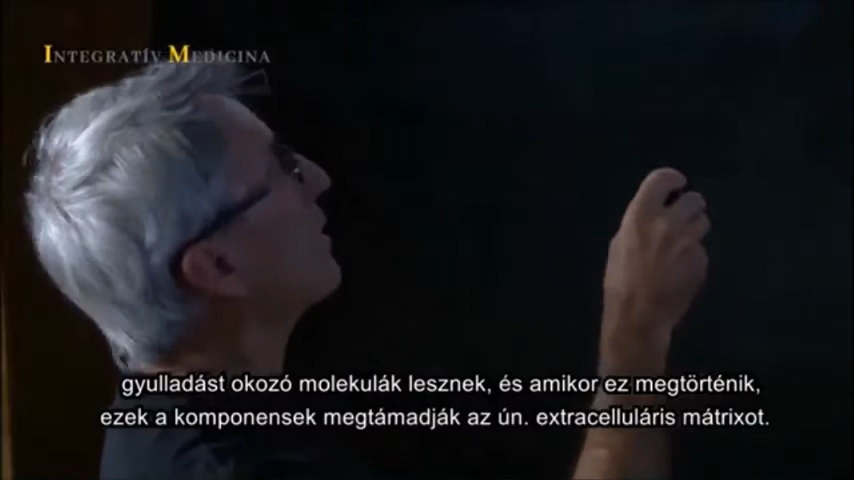 INTEGRATÍV MEDICINA
gyulladást okozó molekulák lesznek, és amikor ez megtörténik,
ezek a komponensek megtámadják az ún. extracelluláris mátrixot.